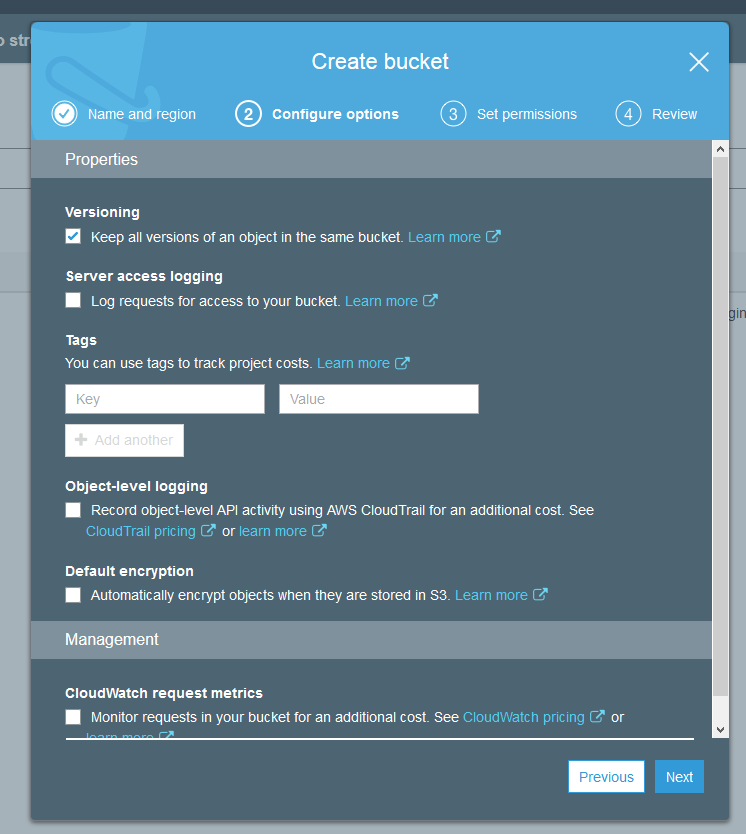 o str
Create bucket
Name and region
2 Configure options
3 Set permissions
4 Review
Properties
Versioning
Keep all versions of an object in the same bucket. Learn more
Server access logging
Log requests for access to your bucket. Learn more
gin
Tags
You can use tags to track project costs. Learn more
Key
Value
Add another
Object-level logging
Record object-level API activity using AWS CloudTrail for an additional cost. See
CloudTrail pricing or learn more
Default encryption
Automatically encrypt objects when they are stored in S3. Learn more
Management
CloudWatch request metrics
Monitor requests in your bucket for an additional cost. See CloudWatch pricing or
learn more
Previous
Next